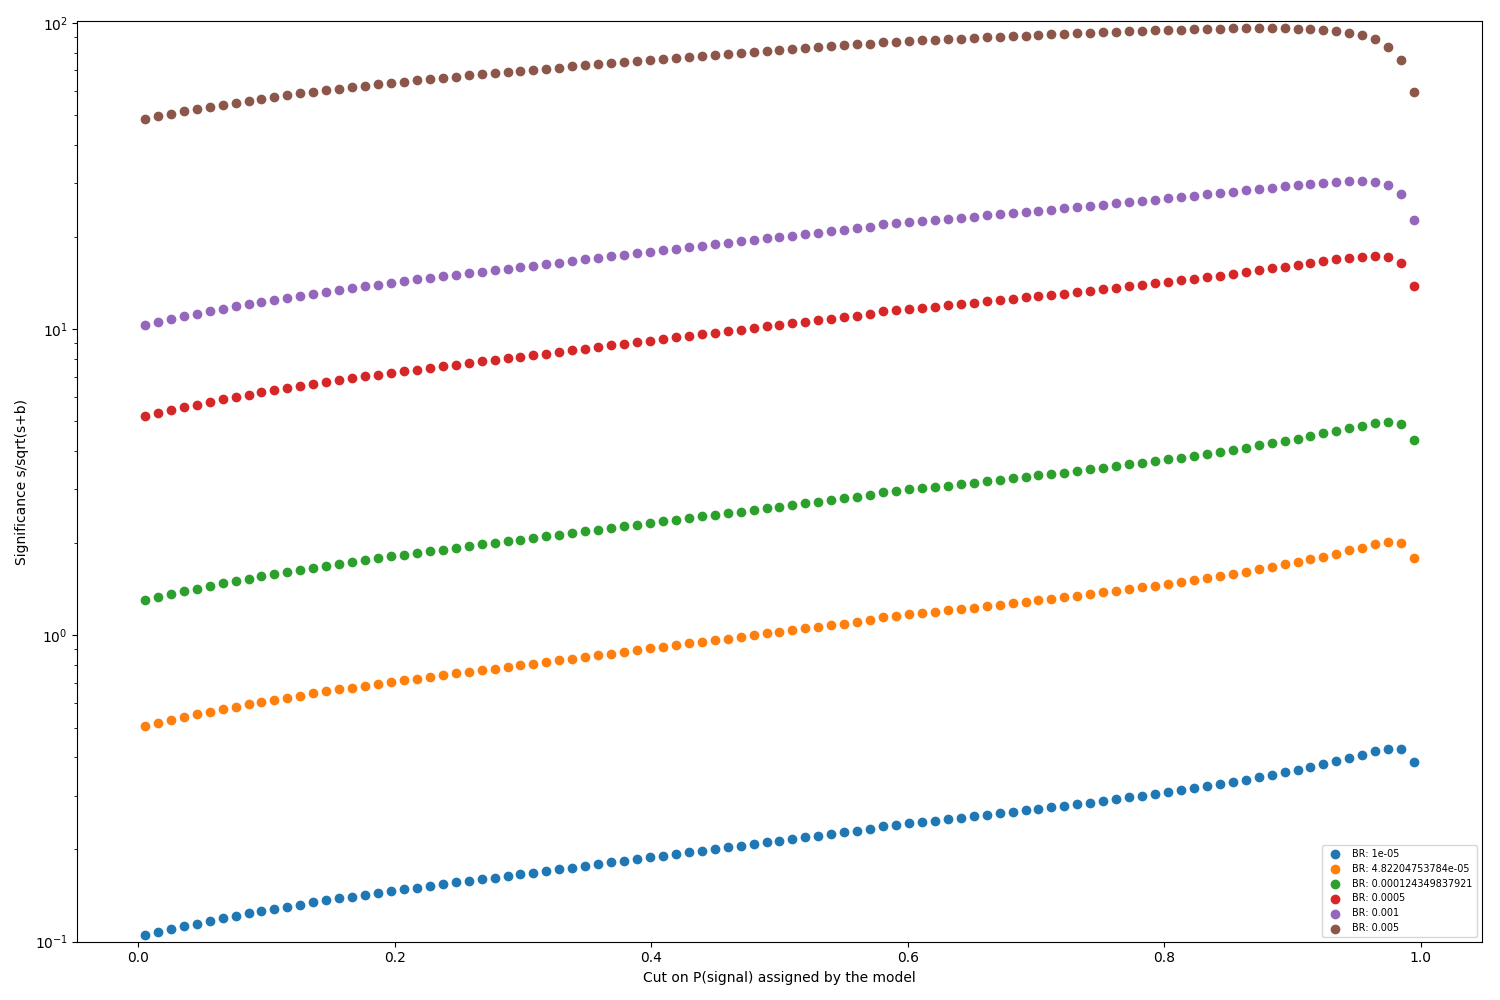 10²
10¹
10⁰
10⁻¹
Significance s/sqrt(s+b)
0.0 0.2 0.4 0.6 0.8 1.0
Cut on P(signal) assigned by the model
BR: 1e-05
BR: 4.82204753784e-05
BR: 0.000124349837921
BR: 0.0005
BR: 0.001
BR: 0.005